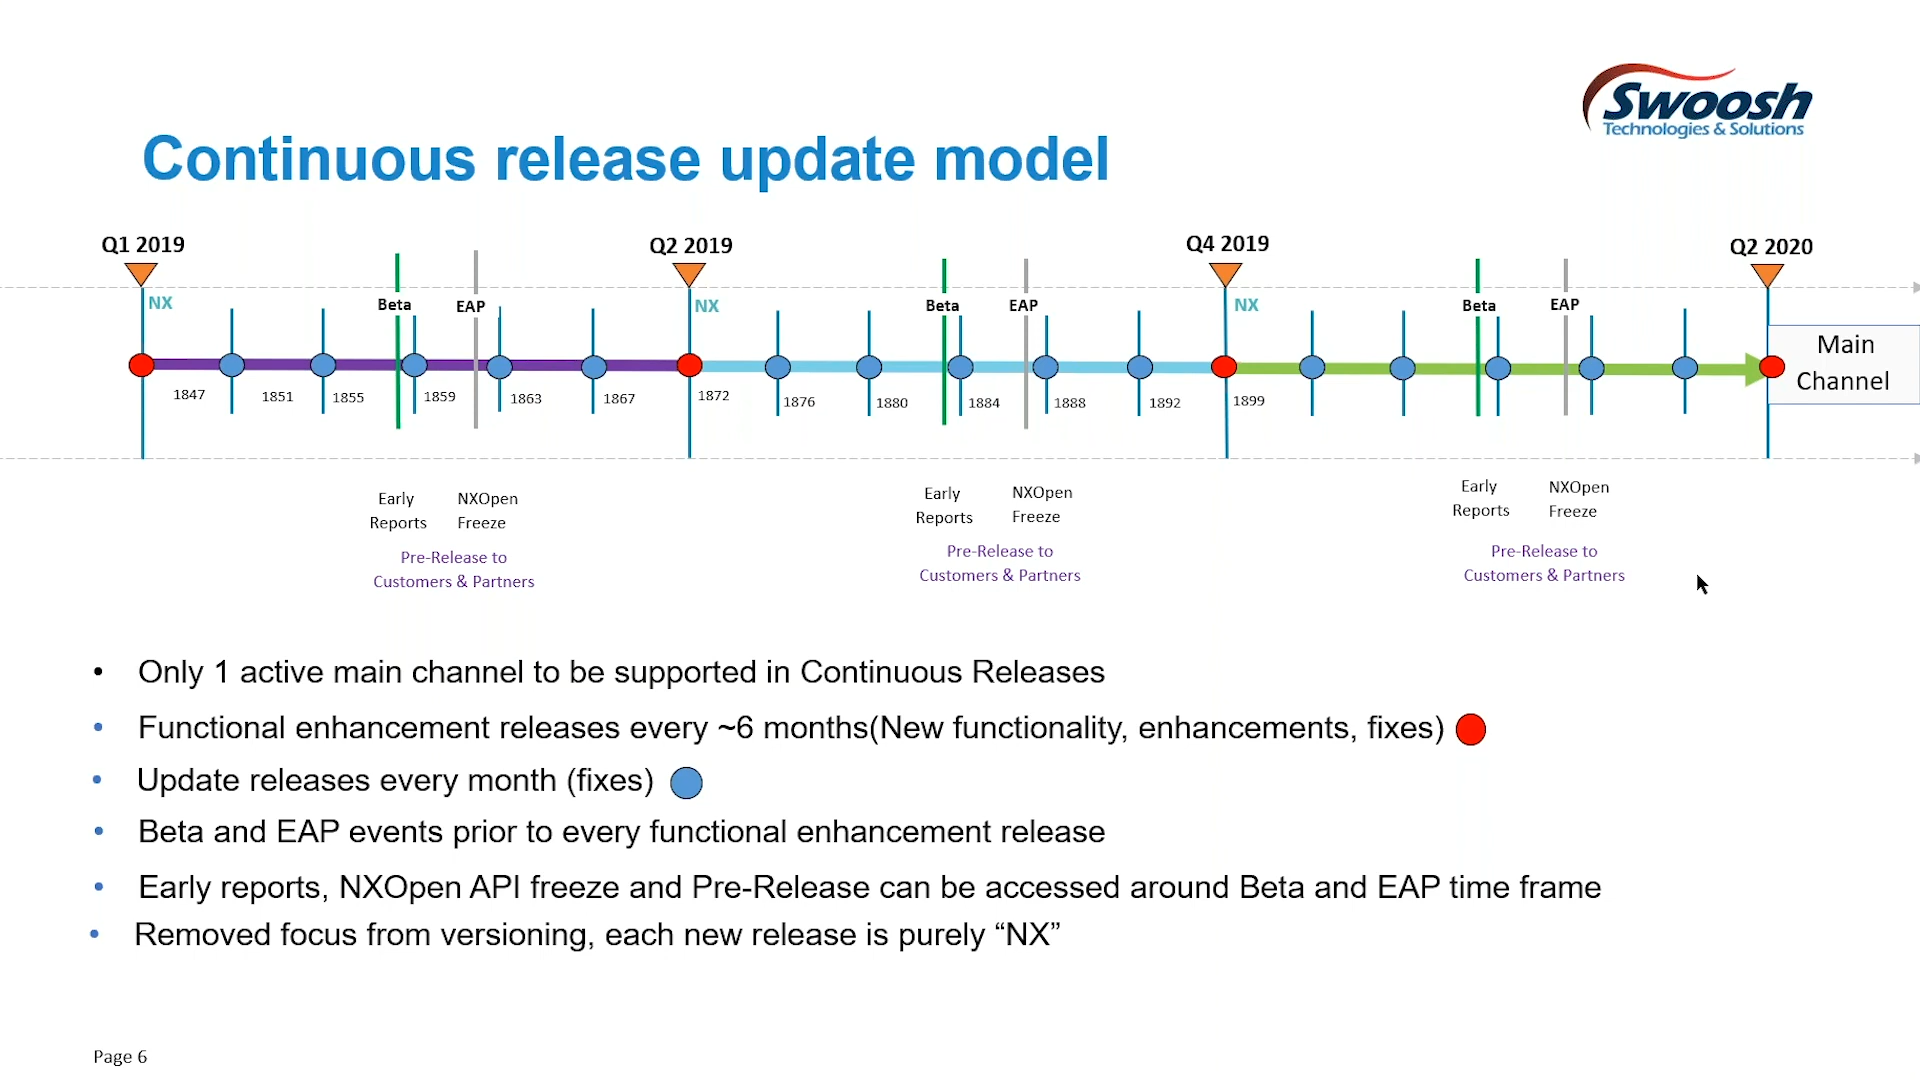 Swoosh
Technologies & Solutions
Continuous release update model
Q1 2019
Q2 2019
Q4 2019
Q2 2020
NX
Beta
EAP
NX
Beta
EAP
NX
Beta
EAP
Main
Channel
1847
1851
1855
1859
1863
1867
1872
1876
1880
1884
1888
1892
1899
Early
Reports
NXOpen
Freeze
Pre-Release to
Customers & Partners
Early
Reports
NXOpen
Freeze
Pre-Release to
Customers & Partners
Early
Reports
NXOpen
Freeze
Pre-Release to
Customers & Partners
• Only 1 active main channel to be supported in Continuous Releases
• Functional enhancement releases every ~6 months(New functionality, enhancements, fixes)
• Update releases every month (fixes)
• Beta and EAP events prior to every functional enhancement release
• Early reports, NXOpen API freeze and Pre-Release can be accessed around Beta and EAP time frame
• Removed focus from versioning, each new release is purely “NX”
Page 6